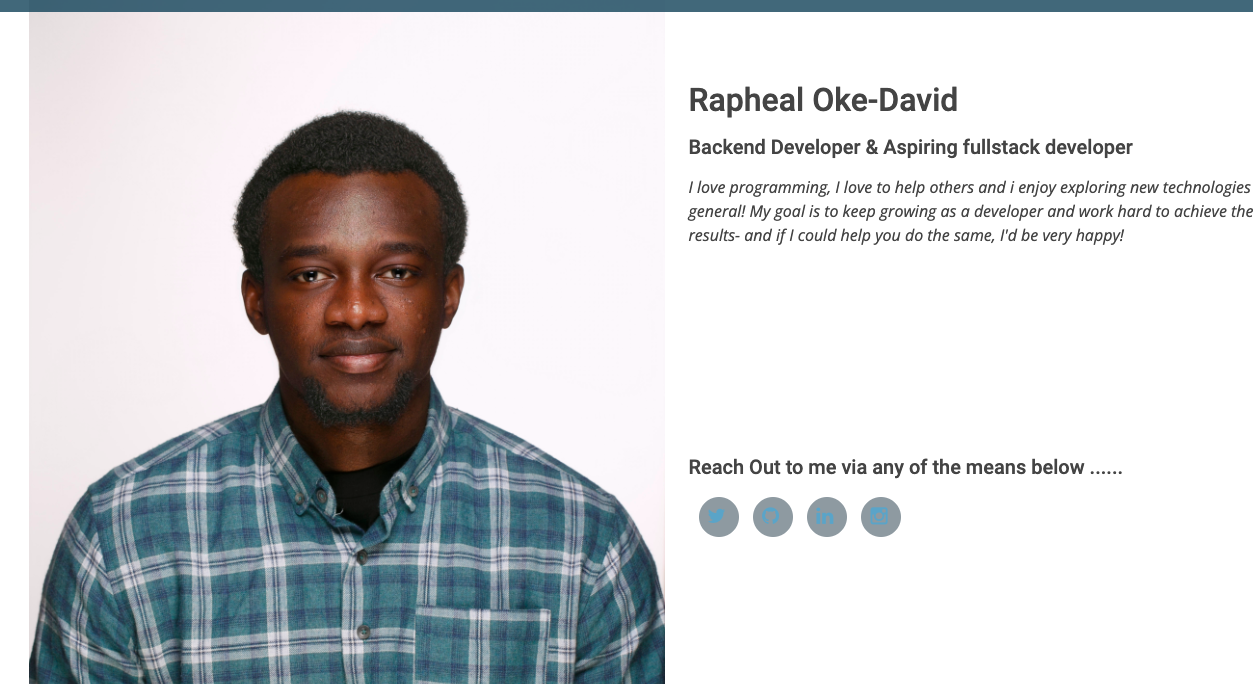 Rapheal Oke-David
Backend Developer & Aspiring fullstack developer
I love programming, I love to help others and i enjoy exploring new technologies
general! My goal is to keep growing as a developer and work hard to achieve the
results- and if I could help you do the same, I'd be very happy!
Reach Out to me via any of the means below ......
in